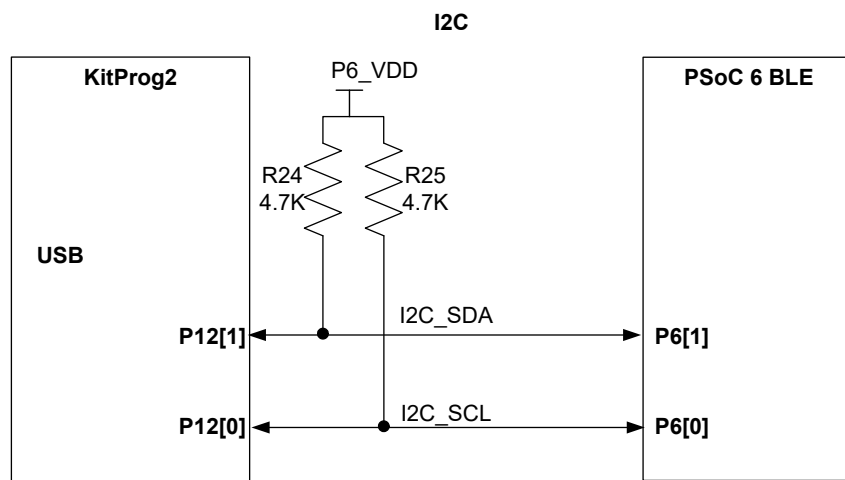 I2C
KitProg2
P6_VDD
PSoC 6 BLE
R24
4.7K
R25
4.7K
USB
I2C_SDA
P12[1]
P6[1]
I2C_SCL
P12[0]
P6[0]